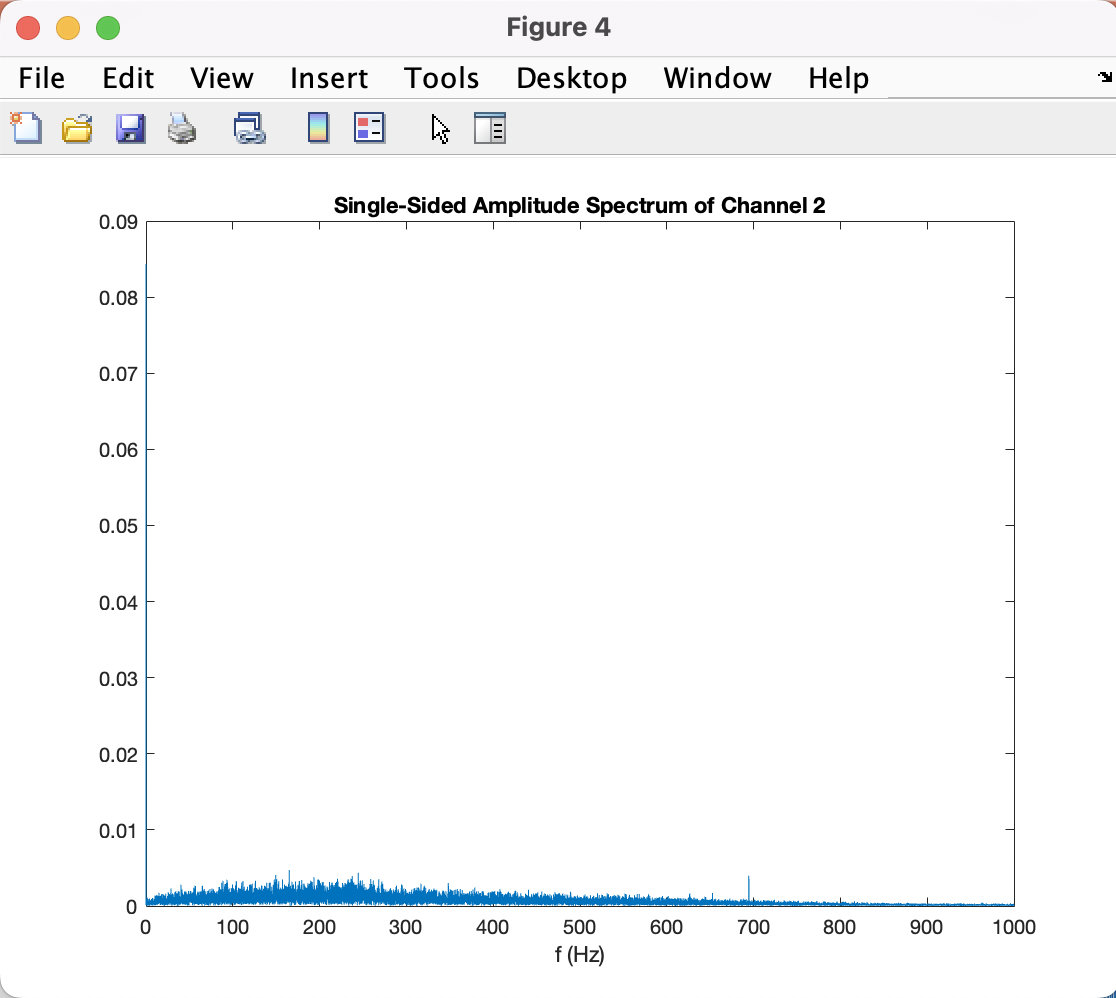 Figure 4
File Edit View Insert Tools Desktop Window Help
Single-Sided Amplitude Spectrum of Channel 2
0.09
0.08
0.07
0.06
0.05
0.04
0.03
0.02
0.01
0
0 100 200 300 400 500 600 700 800 900 1000
f (Hz)